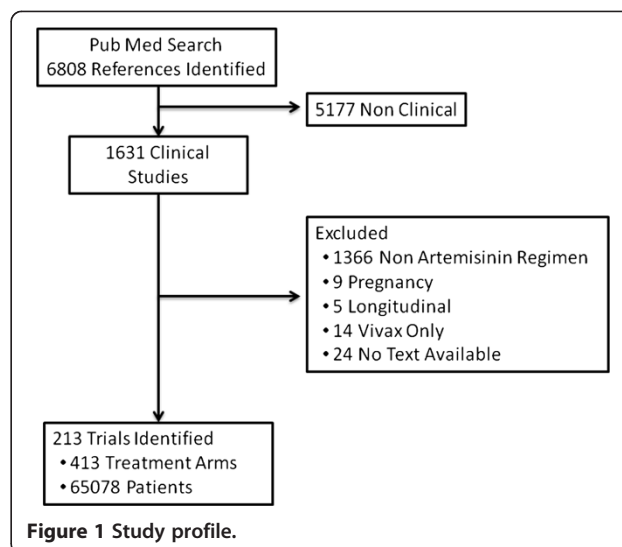 Pub Med Search
6808 References Identified
5177 Non Clinical
1631 Clinical
Studies
Excluded
• 1366 Non Artemisinin Regimen
• 9 Pregnancy
• 5 Longitudinal
• 14 Vivax Only
• 24 No Text Available
213 Trials Identified
• 413 Treatment Arms
• 65078 Patients
Figure 1 Study profile.